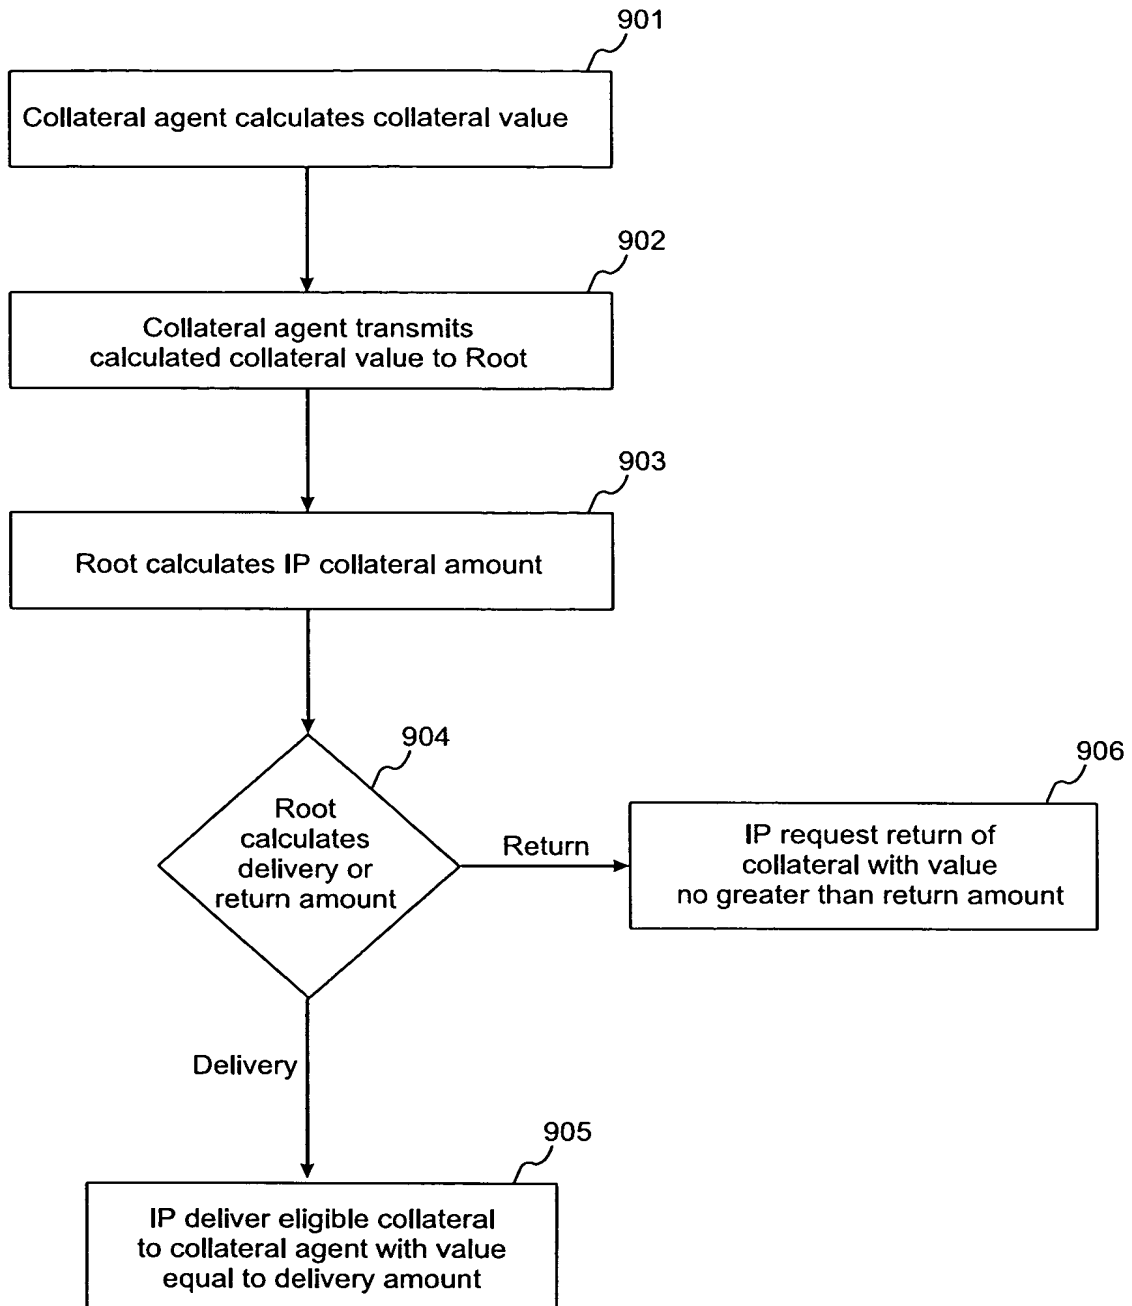 901
Collateral agent calculates collateral value
902
Collateral agent transmits
calculated collateral value to Root
903
Root calculates IP collateral amount
904
Root
calculates
delivery or
return amount
Return
906
IP request return of
collateral with value
no greater than return amount
Delivery
905
IP deliver eligible collateral
to collateral agent with value
equal to delivery amount